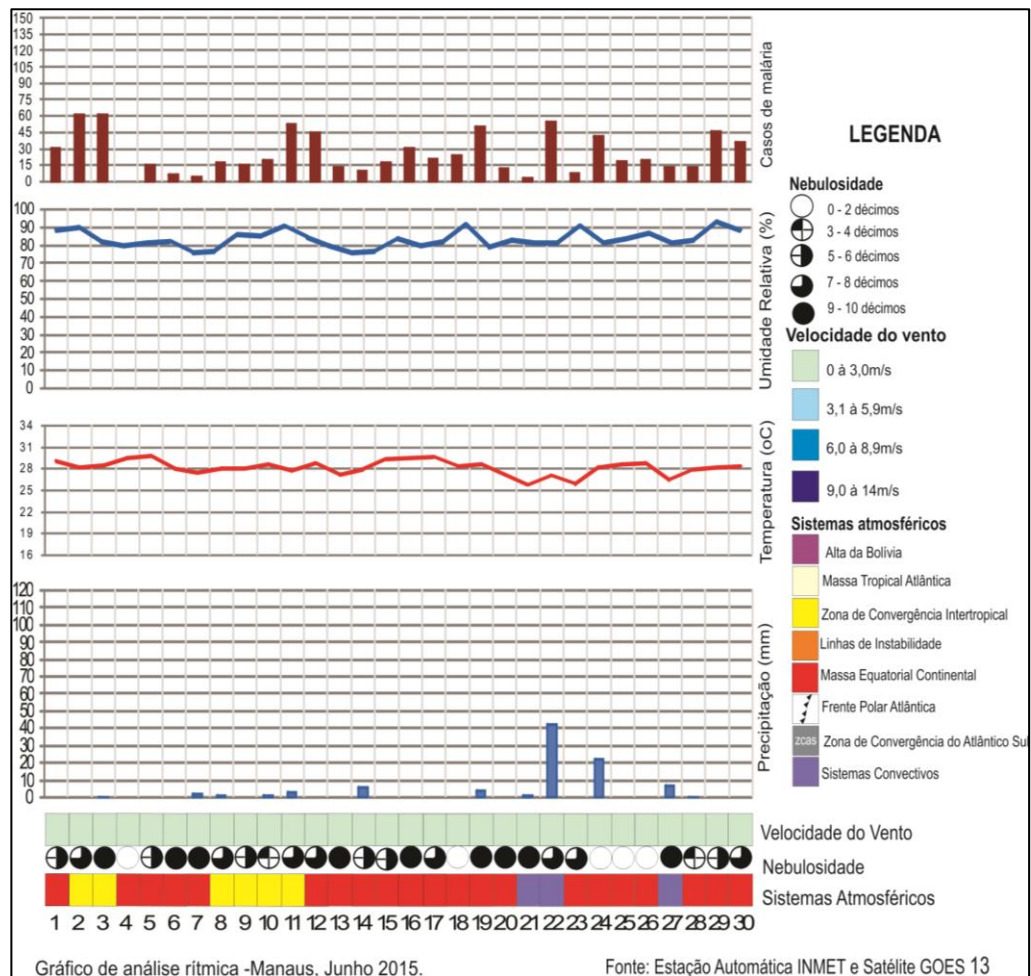 150
135
120
105
90
75
60
45
30
15
0
Casos de malária
100
90
80
70
60
50
40
30
20
10
0
Umidade Relativa (%)
34
31
28
25
22
19
16
Temperatura (oC)
120
110
100
90
80
70
60
50
40
30
20
10
0
Precipitação (mm)
Velocidade do Vento
Nebulosidade
Sistemas Atmosféricos
1 2 3 4 5 6 7 8 9 10 11 12 13 14 15 16 17 18 19 20 21 22 23 24 25 26 27 28 29 30
LEGENDA
Nebulosidade
0 - 2 décimos
3 - 4 décimos
5 - 6 décimos
7 - 8 décimos
9 - 10 décimos
Velocidade do vento
0 à 3,0m/s
3,1 à 5,9m/s
6,0 à 8,9m/s
9,0 à 14m/s
Sistemas atmosféricos
Alta da Bolívia
Massa Tropical Atlântica
Zona de Convergência Intertropical
Linhas de Instabilidade
Massa Equatorial Continental
Frente Polar Atlântica
zcas Zona de Convergência do Atlântico Sul
Sistemas Convectivos
Gráfico de análise rítmica -Manaus, Junho 2015.
Fonte: Estação Automática INMET e Satélite GOES 13